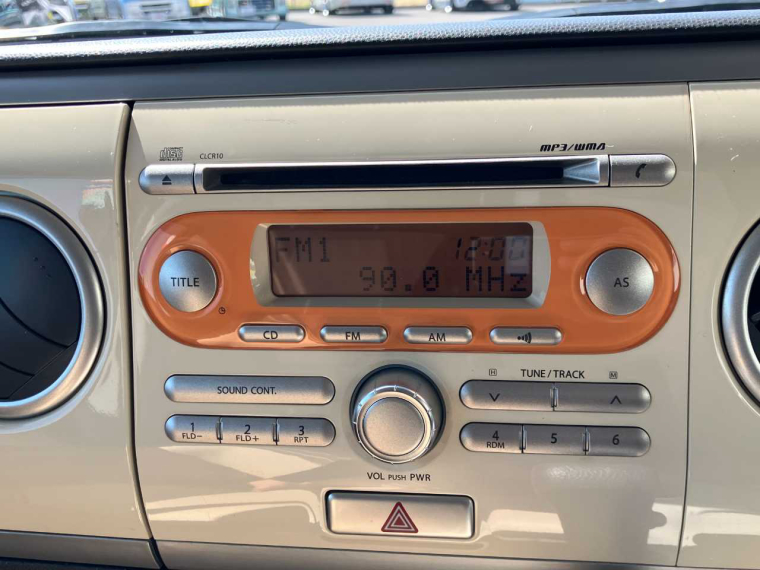 disc CLCR10 MP3/WMA
FM1 12:00
90.0 MHz
TITLE AS
CD FM AM
H TUNE/TRACK M
SOUND CONT.
1 2 3
FLD- FLD+ RPT
4 5 6
RDM
VOL PUSH PWR